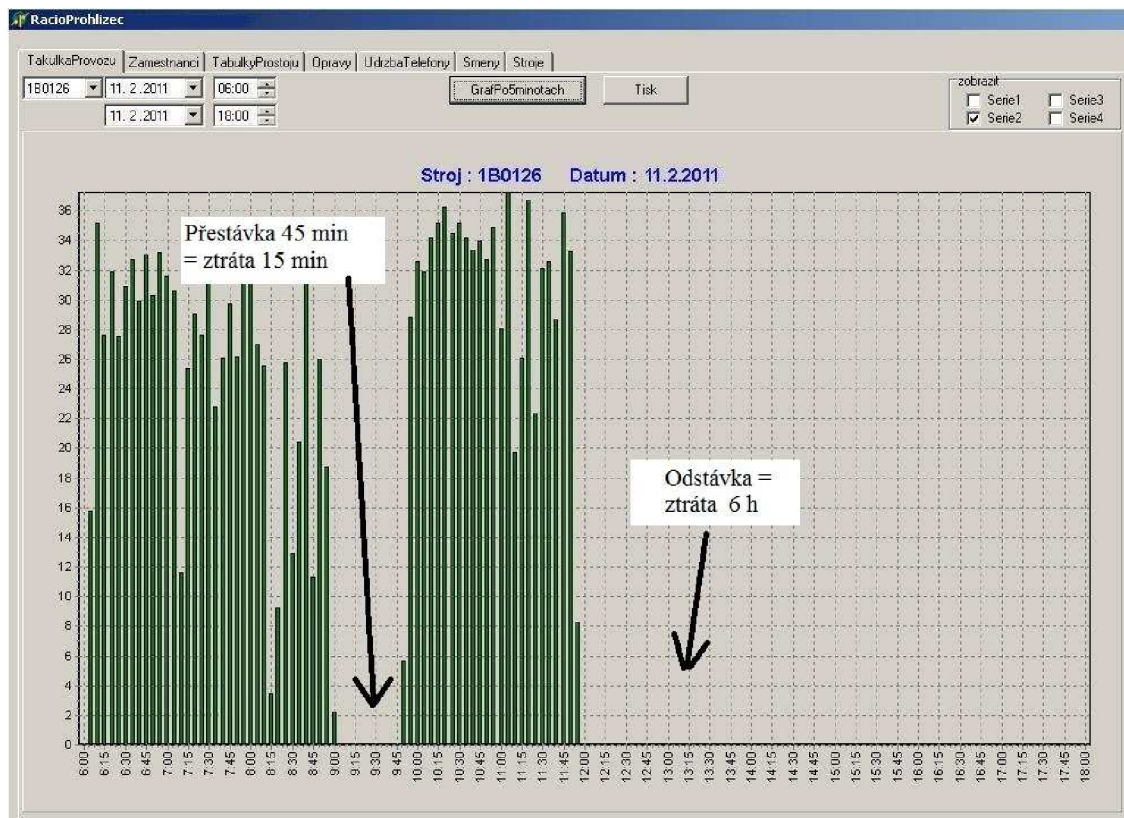 RacioProhlizec
TakulkaProvozu Zamestnanci TabulkyProstoju Opravy UdrzbaTelefony Smeny Stroje
1B0126 11. 2.2011 06:00 GrafPo5minotach Tisk zobrazit
11. 2.2011 18:00
Serie1 Serie3
Serie2 Serie4
Stroj : 1B0126 Datum : 11.2.2011
36
34
32
30
28
26
24
22
20
18
16
14
12
10
8
6
4
2
0
Přestávka 45 min
= ztráta 15 min
Odstávka =
ztráta 6 h
6:00 6:15 6:30 6:45 7:00 7:15 7:30 7:45 8:00 8:15 8:30 8:45 9:00 9:15 9:30 9:45 10:00 10:15 10:30 10:45 11:00 11:15 11:30 11:45 12:00 12:15 12:30 12:45 13:00 13:15 13:30 13:45 14:00 14:15 14:30 14:45 15:00 15:15 15:30 15:45 16:00 16:15 16:30 16:45 17:00 17:15 17:30 17:45 18:00